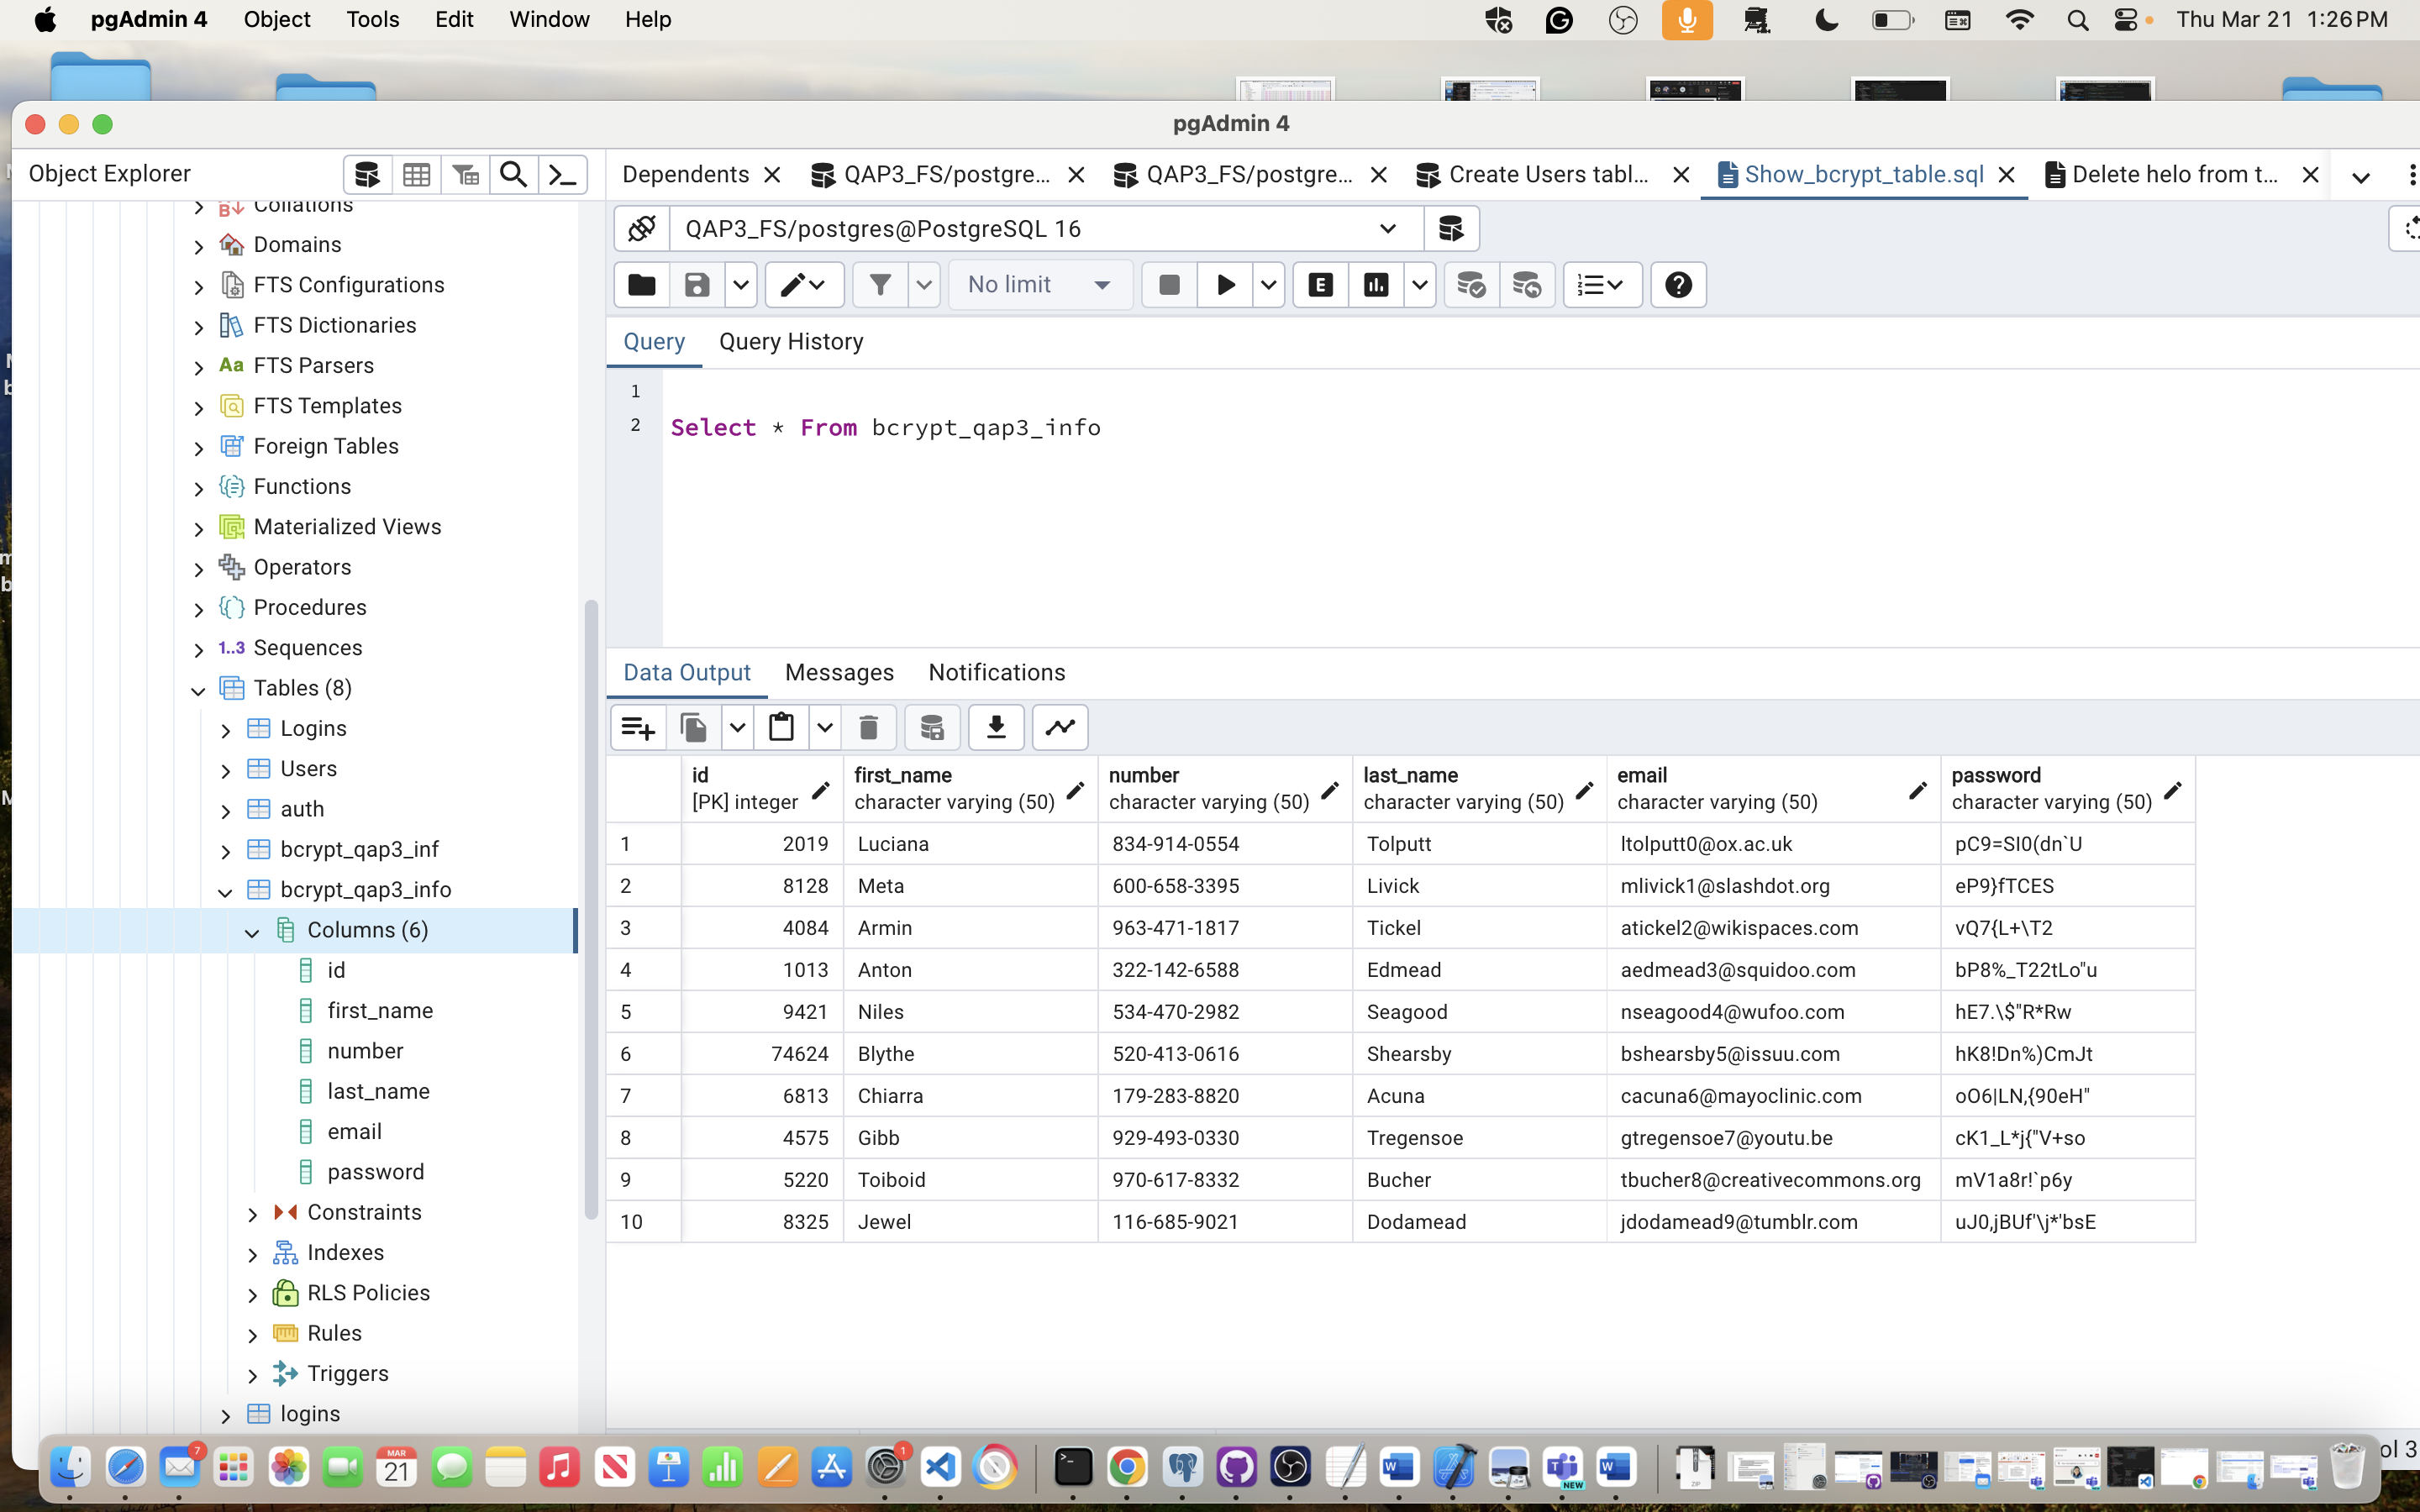 pgAdmin 4 Object Tools Edit Window Help
Thu Mar 21 1:26 PM
pgAdmin 4
Object Explorer
Dependents QAP3_FS/postgre... QAP3_FS/postgre... Create Users tabl... Show_bcrypt_table.sql Delete helo from t...
QAP3_FS/postgres@PostgreSQL 16
No limit
E
Query Query History
1
2 Select * From bcrypt_qap3_info
Collations
Domains
FTS Configurations
FTS Dictionaries
Aa FTS Parsers
FTS Templates
Foreign Tables
Functions
Materialized Views
Operators
Procedures
1..3 Sequences
Tables (8)
Logins
Users
auth
bcrypt_qap3_inf
bcrypt_qap3_info
Columns (6)
id
first_name
number
last_name
email
password
Constraints
Indexes
RLS Policies
Rules
Triggers
logins
Data Output Messages Notifications
id first_name number last_name email password
[PK] integer character varying (50) character varying (50) character varying (50) character varying (50) character varying (50)
1 2019 Luciana 834-914-0554 Tolputt ltolputt0@ox.ac.uk pC9=SI0(dn`U
2 8128 Meta 600-658-3395 Livick mlivick1@slashdot.org eP9}fTCES
3 4084 Armin 963-471-1817 Tickel atickel2@wikispaces.com vQ7{L+\T2
4 1013 Anton 322-142-6588 Edmead aedmead3@squidoo.com bP8%_T22tLo"u
5 9421 Niles 534-470-2982 Seagood nseagood4@wufoo.com hE7.\$"R*Rw
6 74624 Blythe 520-413-0616 Shearsby bshearsby5@issuu.com hK8!Dn%)CmJt
7 6813 Chiarra 179-283-8820 Acuna cacuna6@mayoclinic.com oO6|LN,{90eH"
8 4575 Gibb 929-493-0330 Tregensoe gtregensoe7@youtu.be cK1_L*j{"V+so
9 5220 Toiboid 970-617-8332 Bucher tbucher8@creativecommons.org mV1a8r!`p6y
10 8325 Jewel 116-685-9021 Dodamead jdodamead9@tumblr.com uJ0,jBUf'\j*'bsE
ol 3
7
MAR
21
1
NEW
ZIP